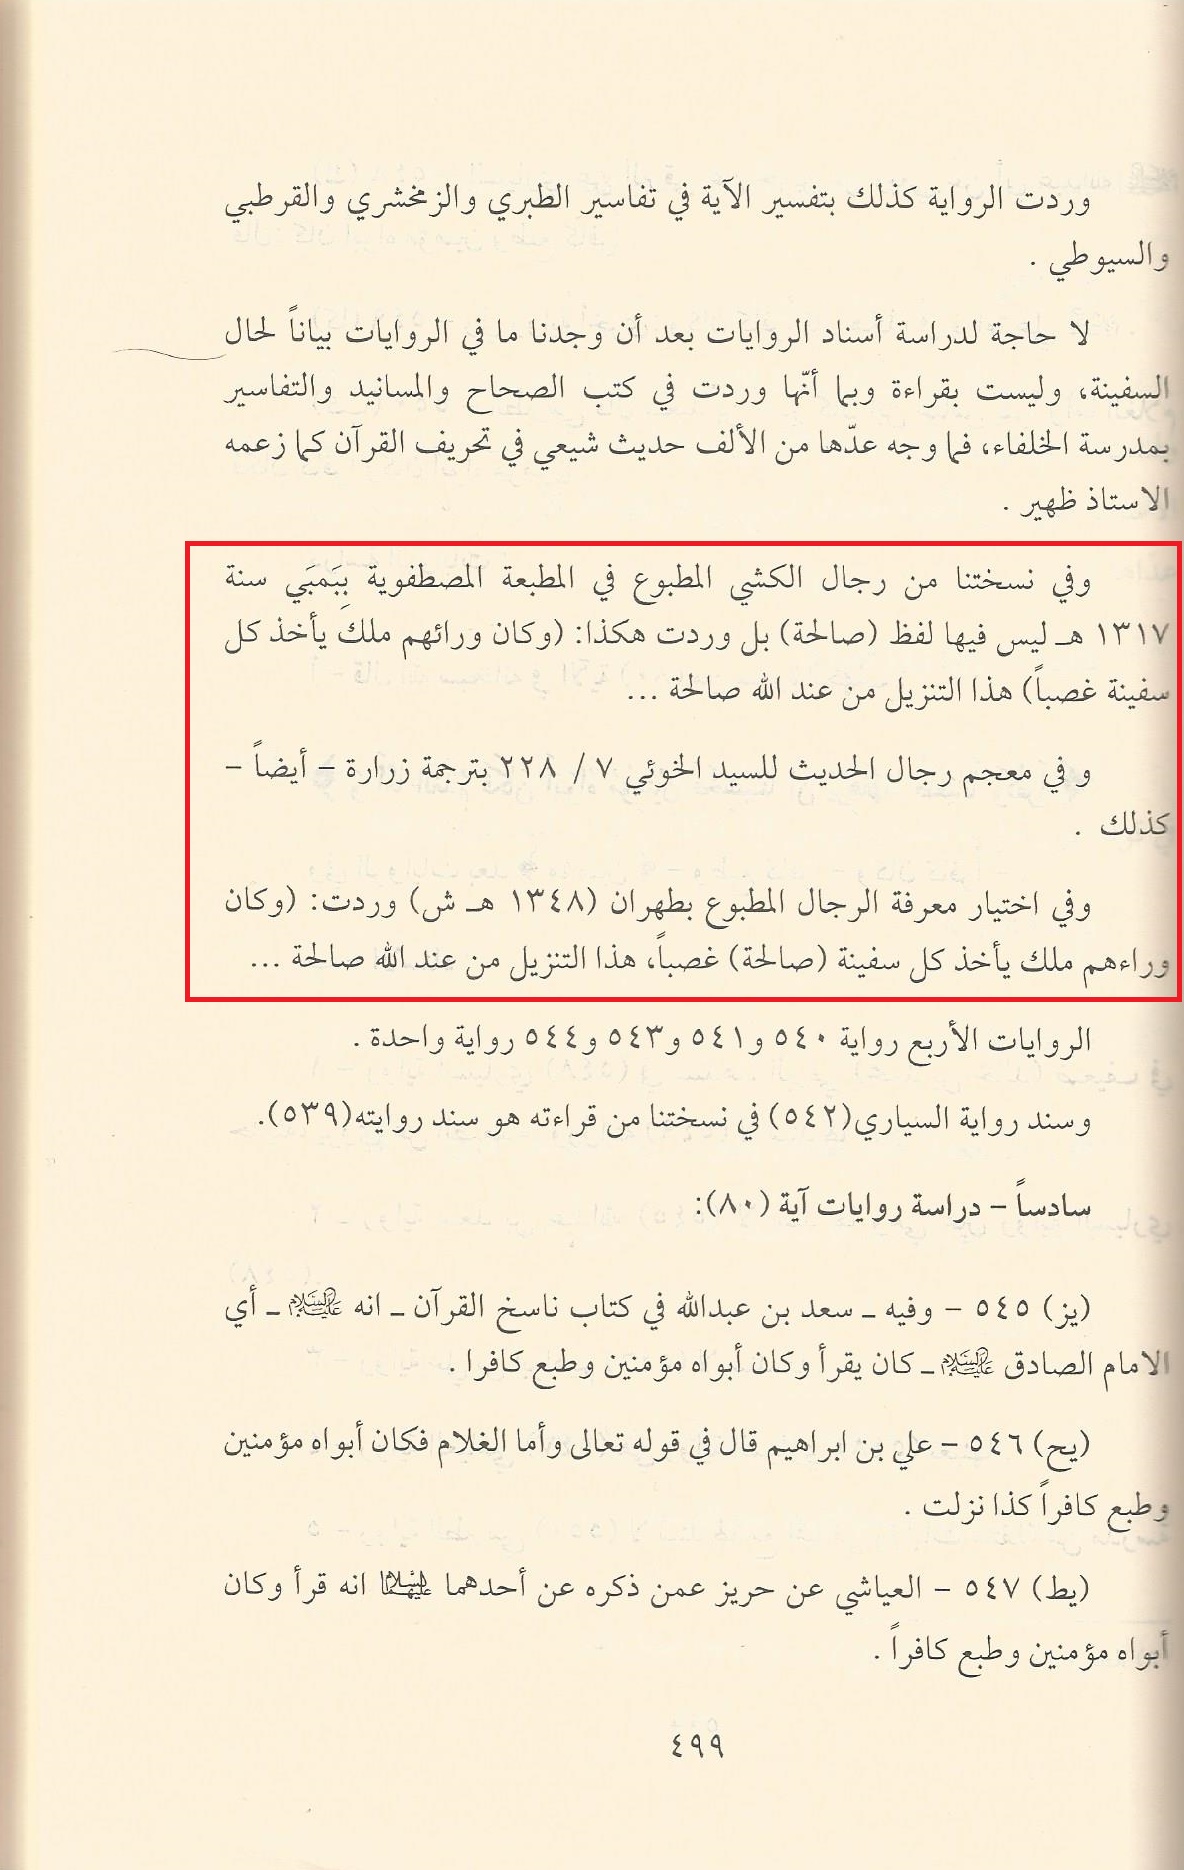 وردت الرواية كذلك بتفسير الآية في تفاسير الطبري والزمخشري والقرطبي
والسيوطي .
لا حاجة لدراسة أسناد الروايات بعد أن وجدنا ما في الروايات بياناً لحال
السفينة، وليست بقراءة وبما أنّها وردت في كتب الصحاح والمسانيد والتفاسير
بمدرسة الخلفاء، فما وجه عدّها من الألف حديث شيعي في تحريف القرآن كما زعمه
الاستاذ ظهير .
وفي نسختنا من رجال الكشي المطبوع في المطبعة المصطفوية بِبَمبَي سنة
١٣١٧ هـ ليس فيها لفظ (صالحة) بل وردت هكذا: (وكان ورائهم ملك يأخذ كل
سفينة غصباً) هذا التنزيل من عند الله صالحة ...
و في معجم رجال الحديث للسيد الخوئي ٧ / ٢٢٨ بترجمة زرارة - أيضاً -
كذلك .
وفي اختيار معرفة الرجال المطبوع بطهران (١٣٤٨ هـ ش) وردت: (وكان
وراءهم ملك يأخذ كل سفينة (صالحة) غصباً، هذا التنزيل من عند الله صالحة ...
الروايات الأربع رواية ٥٤٠ و٥٤١ و٥٤٣ و٥٤٤ رواية واحدة .
وسند رواية السياري(٥٤٢) في نسختنا من قراءته هو سند روايته(٥٣٩).
سادساً - دراسة روايات آية (٨٠):
(يز) ٥٤٥ - وفيه ـ سعد بن عبدالله في كتاب ناسخ القرآن ـ انه عليه السلام ـ أي
الامام الصادق عليه السلام ـ كان يقرأ وكان أبواه مؤمنين وطبع كافرا .
(يح) ٥٤٦ - علي بن ابراهيم قال في قوله تعالى وأما الغلام فكان أبواه مؤمنين
وطبع كافراً كذا نزلت .
(يط) ٥٤٧ - العياشي عن حريز عمن ذكره عن أحدهما عليهما السلام انه قرأ وكان
أبواه مؤمنين وطبع كافراً .
٤٩٩